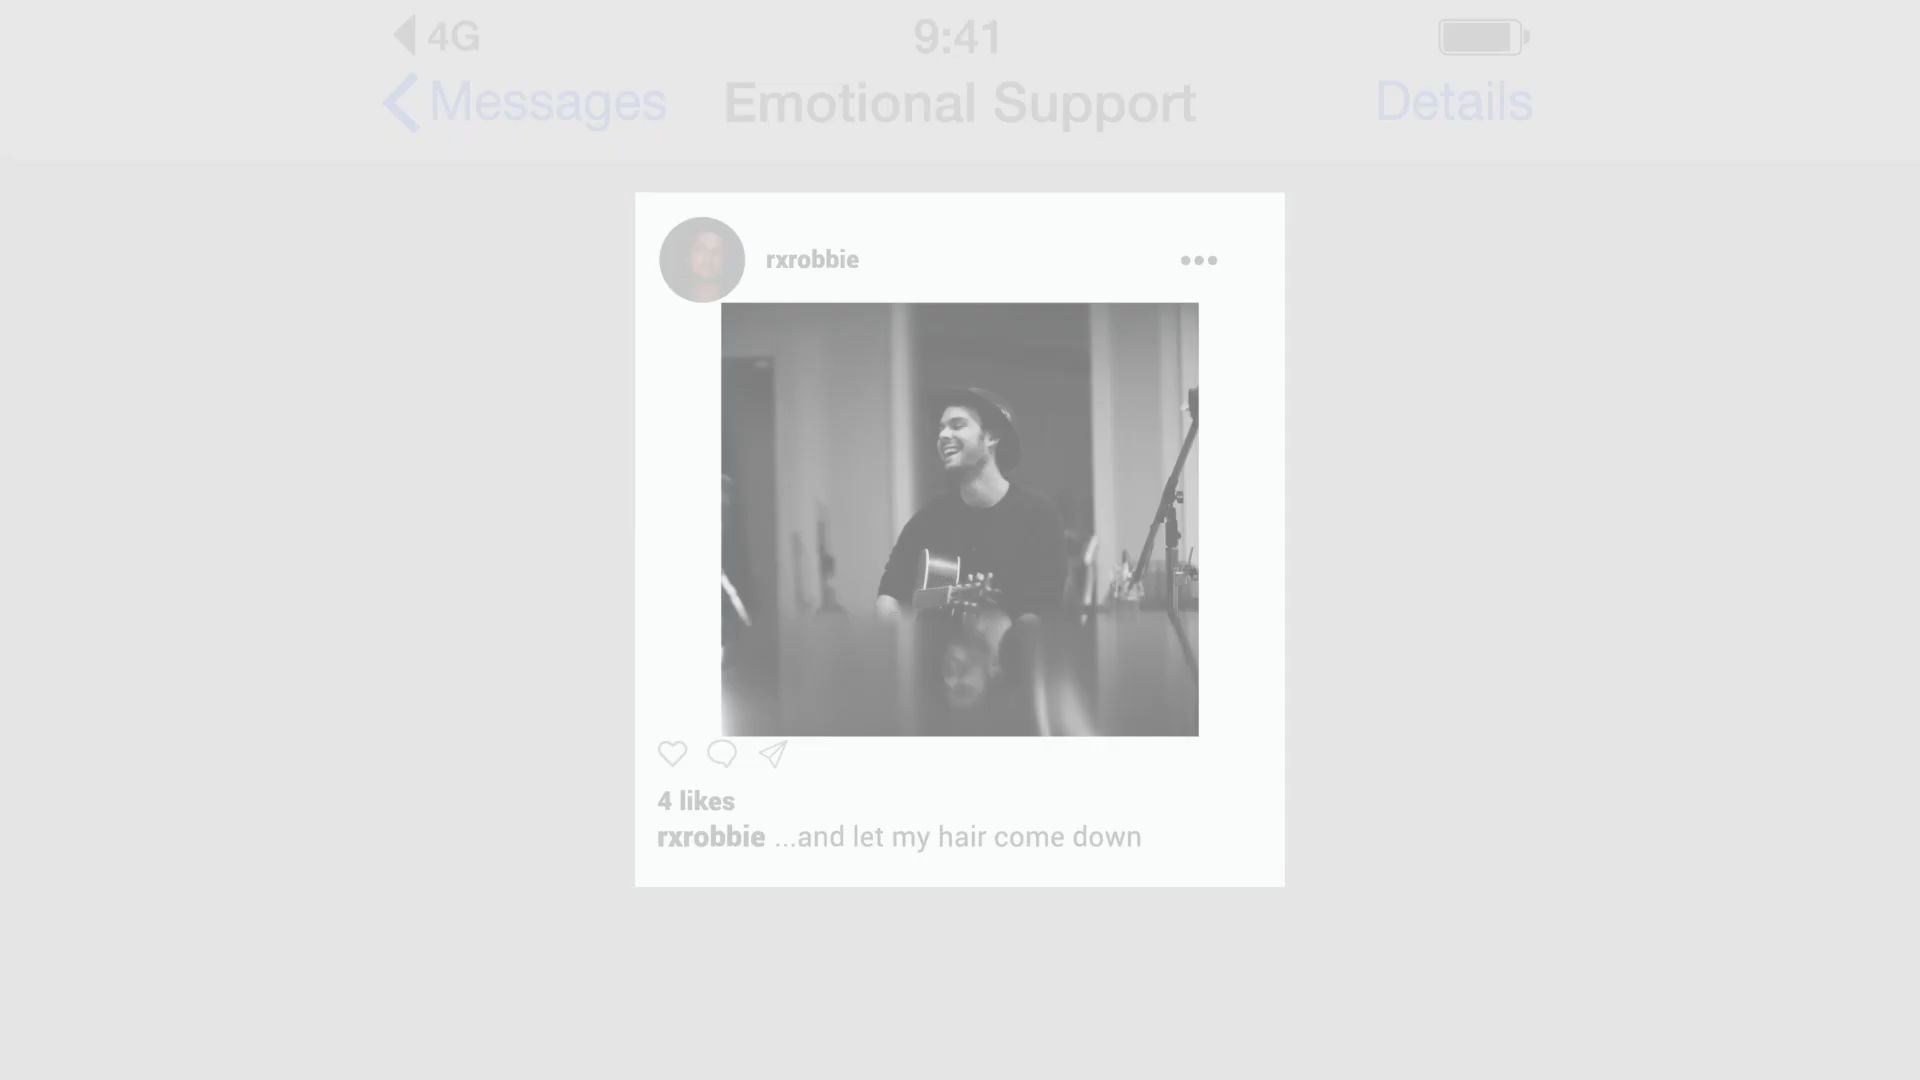 4G
9:41
Messages
Emotional Support
Details
rxrobbie
4 likes
rxrobbie ...and let my hair come down